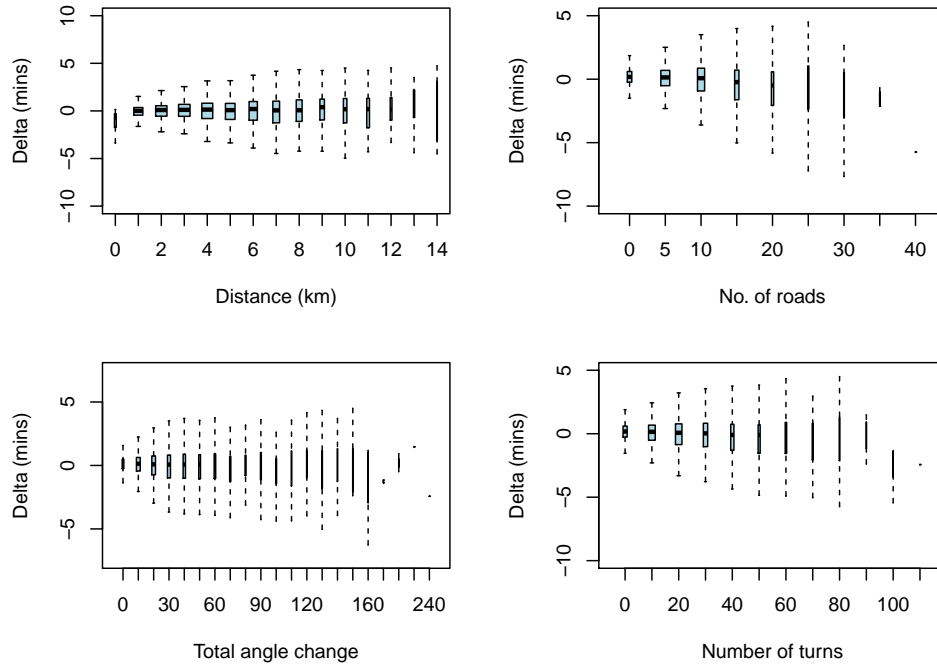 10
5
0
−5
−10
Delta (mins)
0 2 4 6 8 10 12 14
Distance (km)
5
0
−5
−10
Delta (mins)
0 5 10 20 30 40
No. of roads
5
0
−5
Delta (mins)
0 30 60 90 120 160 240
Total angle change
5
0
−5
−10
Delta (mins)
0 20 40 60 80 100
Number of turns